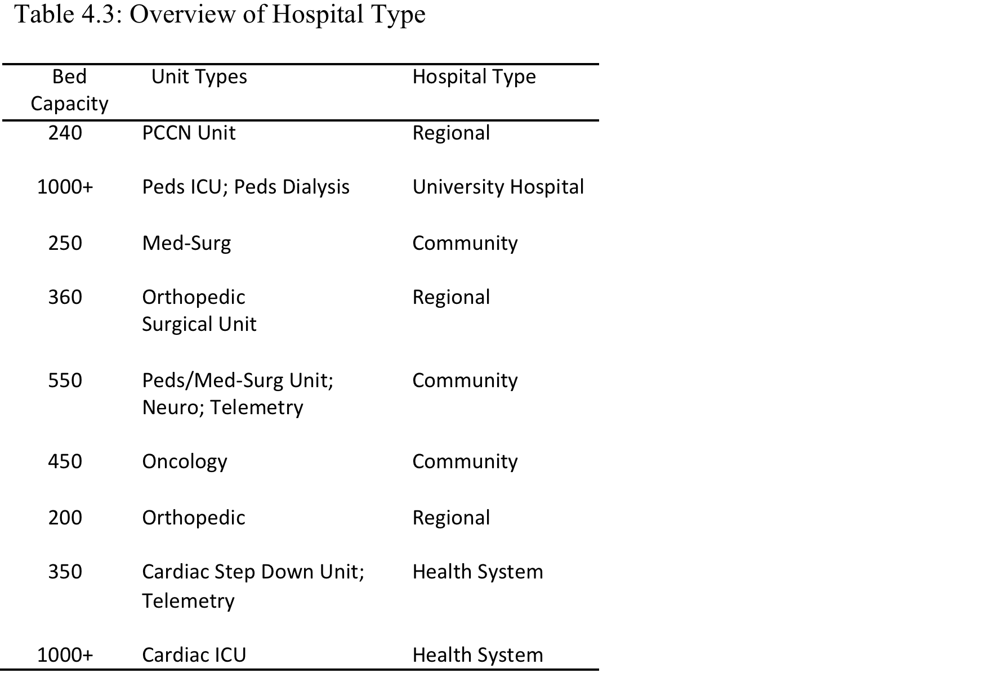 Table 4.3: Overview of Hospital Type
Bed Capacity Unit Types Hospital Type
240 PCCN Unit Regional
1000+ Peds ICU; Peds Dialysis University Hospital
250 Med-Surg Community
360 Orthopedic Regional
Surgical Unit
550 Peds/Med-Surg Unit; Community
Neuro; Telemetry
450 Oncology Community
200 Orthopedic Regional
350 Cardiac Step Down Unit; Health System
Telemetry
1000+ Cardiac ICU Health System